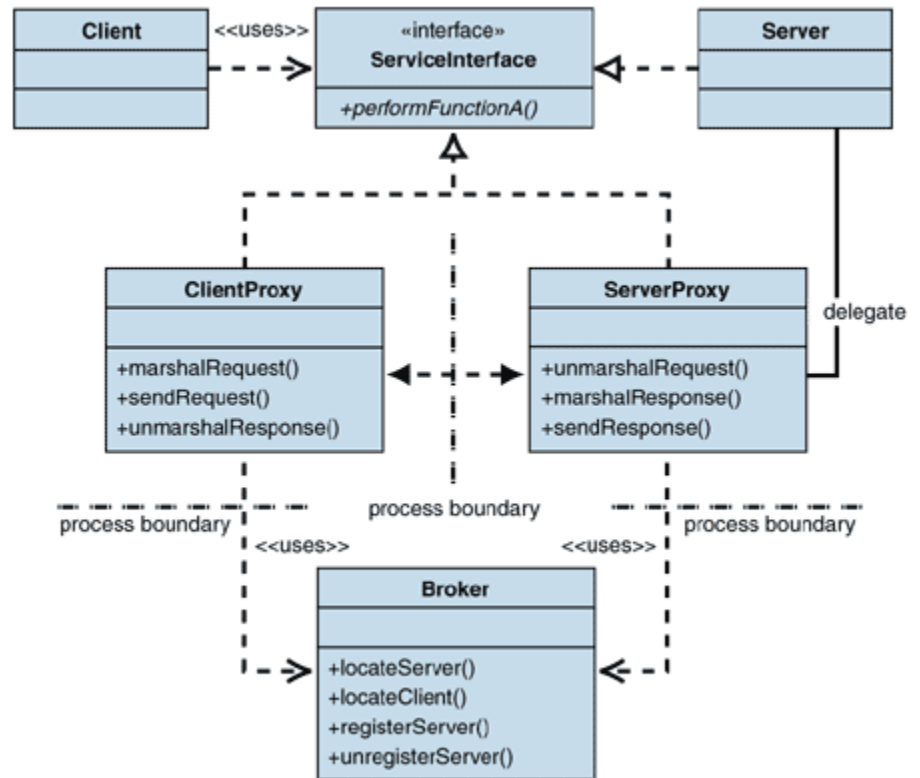 Client
<<uses>>
«interface»
ServiceInterface
+performFunctionA()
Server
ClientProxy
+marshalRequest()
+sendRequest()
+unmarshalResponse()
ServerProxy
+unmarshalRequest()
+marshalResponse()
+sendResponse()
delegate
process boundary
process boundary
process boundary
<<uses>>
<<uses>>
Broker
+locateServer()
+locateClient()
+registerServer()
+unregisterServer()